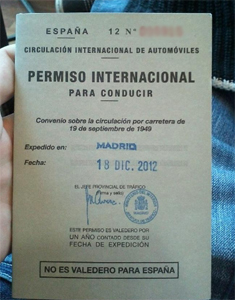 ESPAÑA 12 Nº
CIRCULACIÓN INTERNACIONAL DE AUTOMÓVILES
PERMISO INTERNACIONAL
PARA CONDUCIR
Convenio sobre la circulación por carretera de
19 de septiembre de 1949
Expedido en: MADRID
Fecha: 18 DIC. 2012
EL JEFE PROVINCIAL DE TRÁFICO
(firma y sello)
ESTE PERMISO ES VALEDERO POR
UN AÑO CONTADO DESDE SU
FECHA DE EXPEDICIÓN
NO ES VALEDERO PARA ESPAÑA